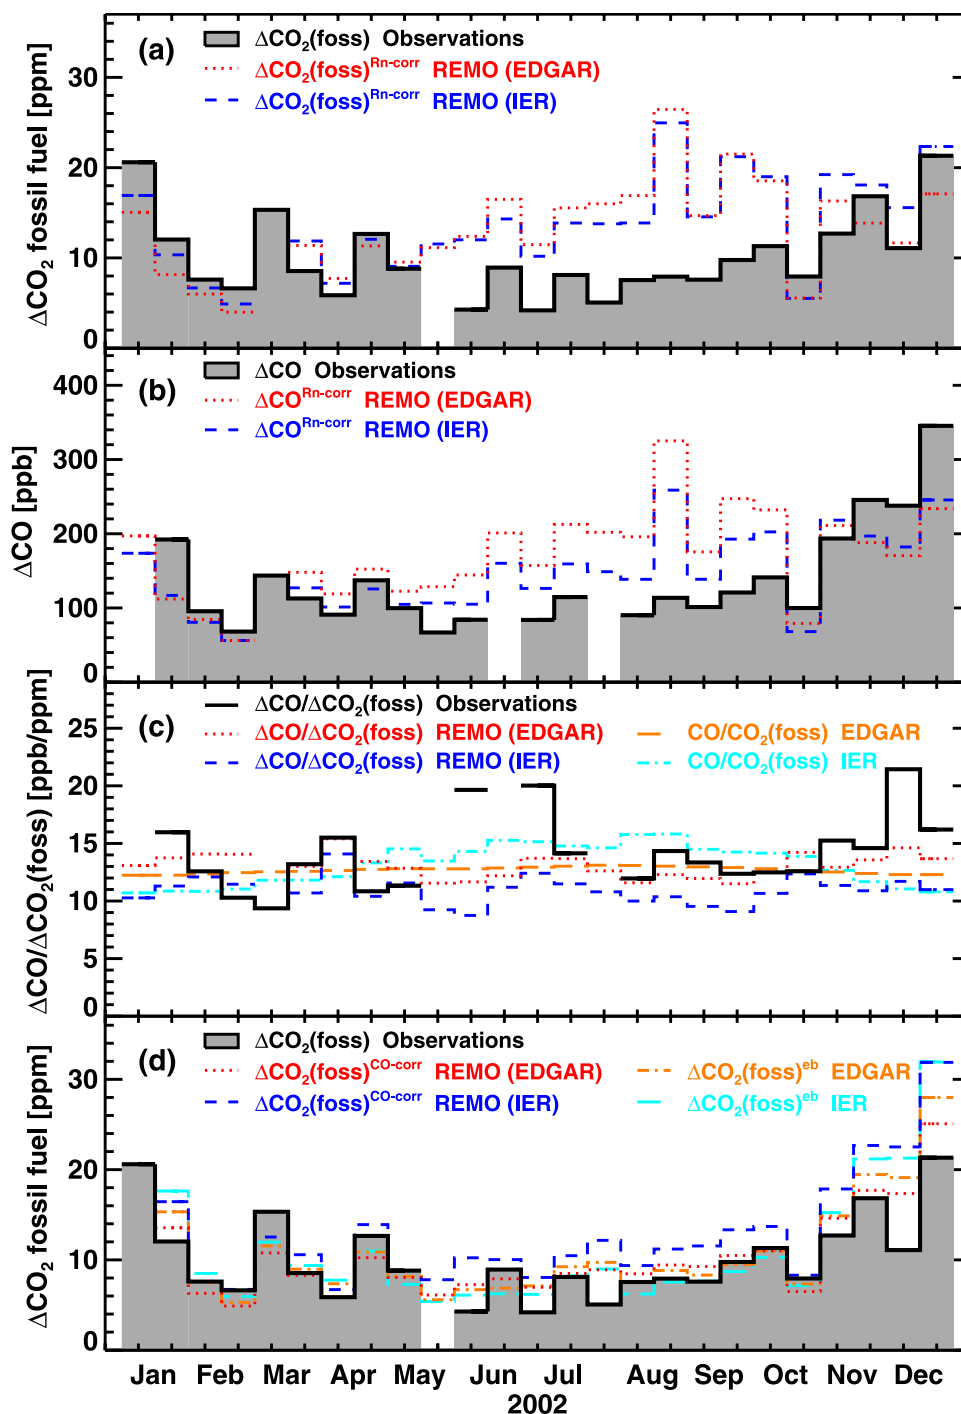 (a)
ΔCO₂(foss) Observations
ΔCO₂(foss)ᴿⁿ⁻ᶜᵒʳʳ REMO (EDGAR)
ΔCO₂(foss)ᴿⁿ⁻ᶜᵒʳʳ REMO (IER)
ΔCO₂ fossil fuel [ppm]
30
20
10
0
(b)
ΔCO Observations
ΔCOᴿⁿ⁻ᶜᵒʳʳ REMO (EDGAR)
ΔCOᴿⁿ⁻ᶜᵒʳʳ REMO (IER)
ΔCO [ppb]
400
300
200
100
0
(c)
ΔCO/ΔCO₂(foss) Observations
ΔCO/ΔCO₂(foss) REMO (EDGAR) CO/CO₂(foss) EDGAR
ΔCO/ΔCO₂(foss) REMO (IER) CO/CO₂(foss) IER
ΔCO/ΔCO₂(foss) [ppb/ppm]
25
20
15
10
5
0
(d)
ΔCO₂(foss) Observations
ΔCO₂(foss)ᶜᴼ⁻ᶜᵒʳʳ REMO (EDGAR) ΔCO₂(foss)ᵉᵇ EDGAR
ΔCO₂(foss)ᶜᴼ⁻ᶜᵒʳʳ REMO (IER) ΔCO₂(foss)ᵉᵇ IER
ΔCO₂ fossil fuel [ppm]
30
20
10
0
Jan Feb Mar Apr May Jun Jul Aug Sep Oct Nov Dec
2002